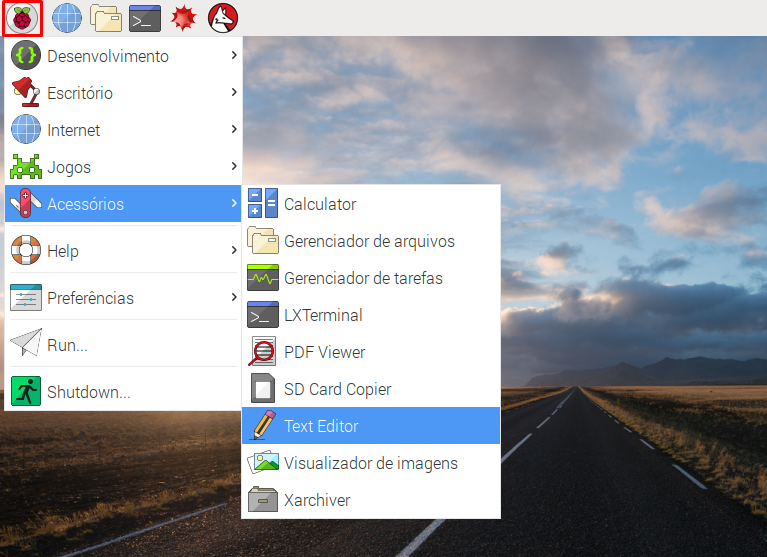 Desenvolvimento
Escritório
Internet
Jogos
Acessórios
Help
Preferências
Run...
Shutdown...
Calculator
Gerenciador de arquivos
Gerenciador de tarefas
LXTerminal
PDF Viewer
SD Card Copier
Text Editor
Visualizador de imagens
Xarchiver